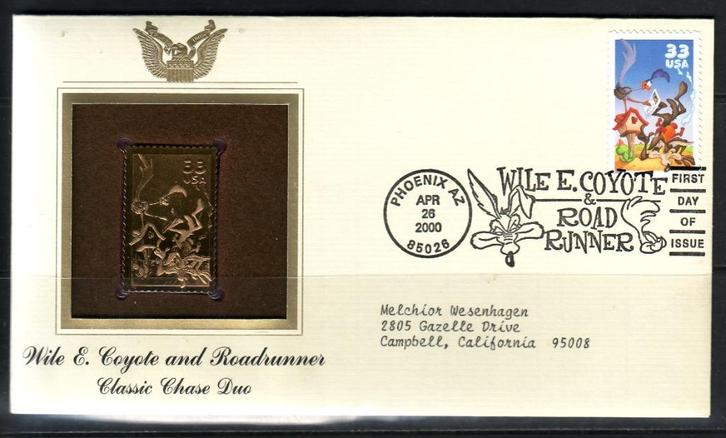 33
USA
33
USA
PHOENIX AZ
APR
26
2000
85026
WILE E. COYOTE
&
ROAD
RUNNER
FIRST
DAY
OF
ISSUE
Melchior Wesenhagen
2805 Gazelle Drive
Campbell, California 95008
Wile E. Coyote and Roadrunner
Classic Chase Duo